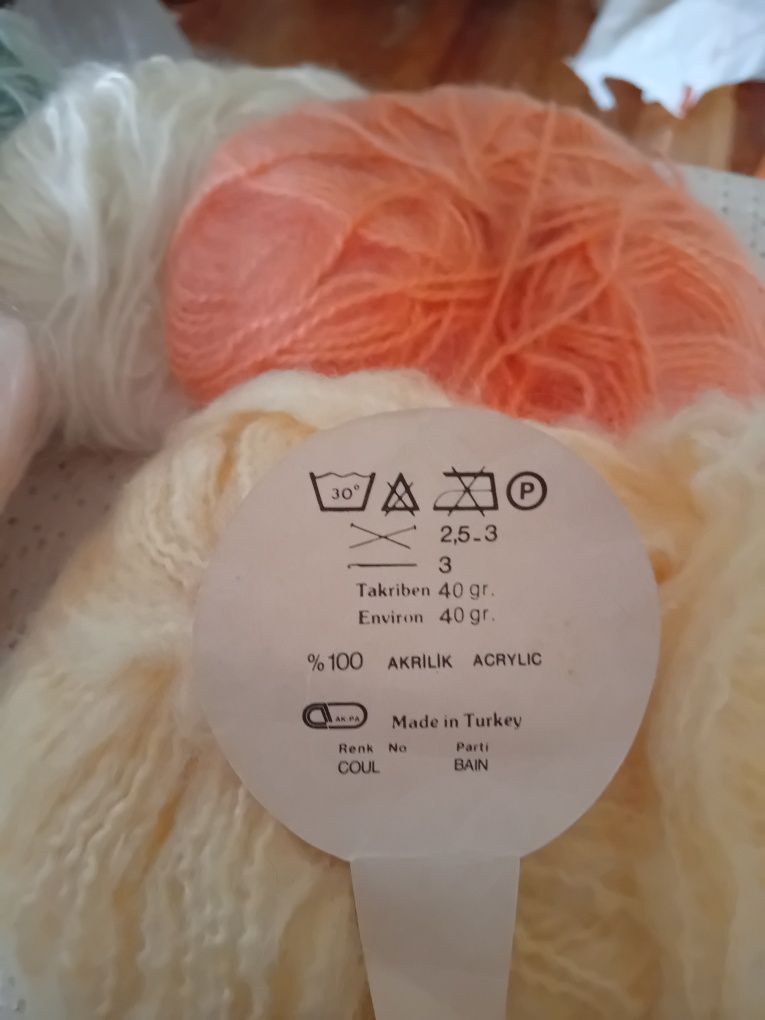 30° P
2,5-3
3
Takriben 40 gr.
Environ 40 gr.
%100 AKRİLİK ACRYLIC
AK-PA Made in Turkey
Renk No Parti
COUL BAIN